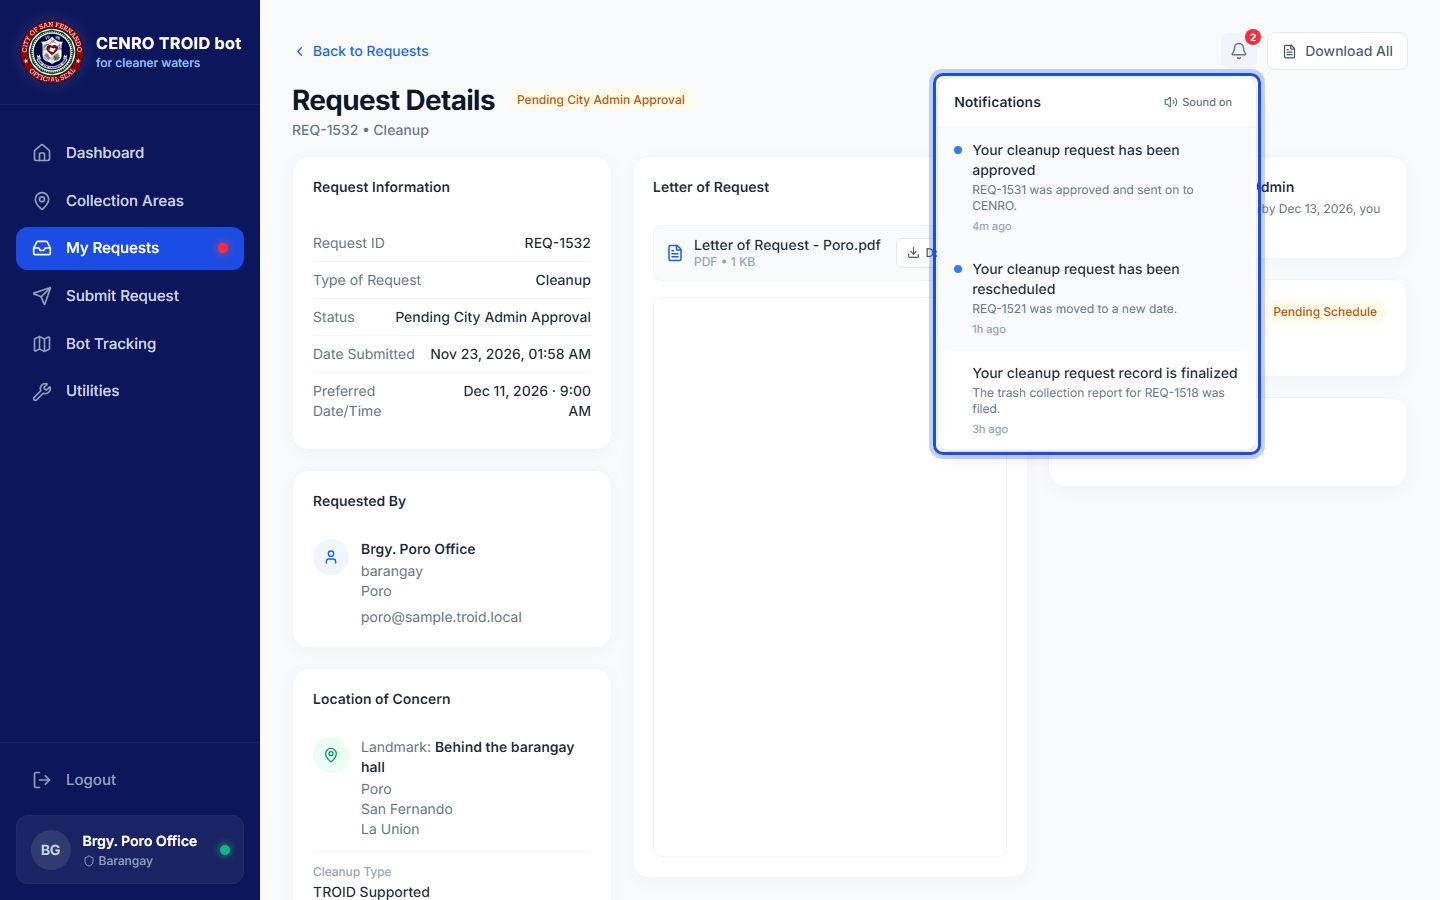 CITY OF SAN FERNANDO
OFFICIAL SEAL
CENRO TROID bot
for cleaner waters
Dashboard
Collection Areas
My Requests
Submit Request
Bot Tracking
Utilities
Logout
BG
Brgy. Poro Office
Barangay
Back to Requests
2
Download All
Request Details
Pending City Admin Approval
REQ-1532 • Cleanup
Request Information
Request ID
REQ-1532
Type of Request
Cleanup
Status
Pending City Admin Approval
Date Submitted
Nov 23, 2026, 01:58 AM
Preferred
Date/Time
Dec 11, 2026 · 9:00
AM
Requested By
Brgy. Poro Office
barangay
Poro
poro@sample.troid.local
Location of Concern
Landmark: Behind the barangay
hall
Poro
San Fernando
La Union
Cleanup Type
TROID Supported
Letter of Request
Letter of Request - Poro.pdf
PDF • 1 KB
Notifications
Sound on
Your cleanup request has been
approved
REQ-1531 was approved and sent on to
CENRO.
4m ago
Your cleanup request has been
rescheduled
REQ-1521 was moved to a new date.
1h ago
Your cleanup request record is finalized
The trash collection report for REQ-1518 was
filed.
3h ago
dmin
by Dec 13, 2026, you
Pending Schedule